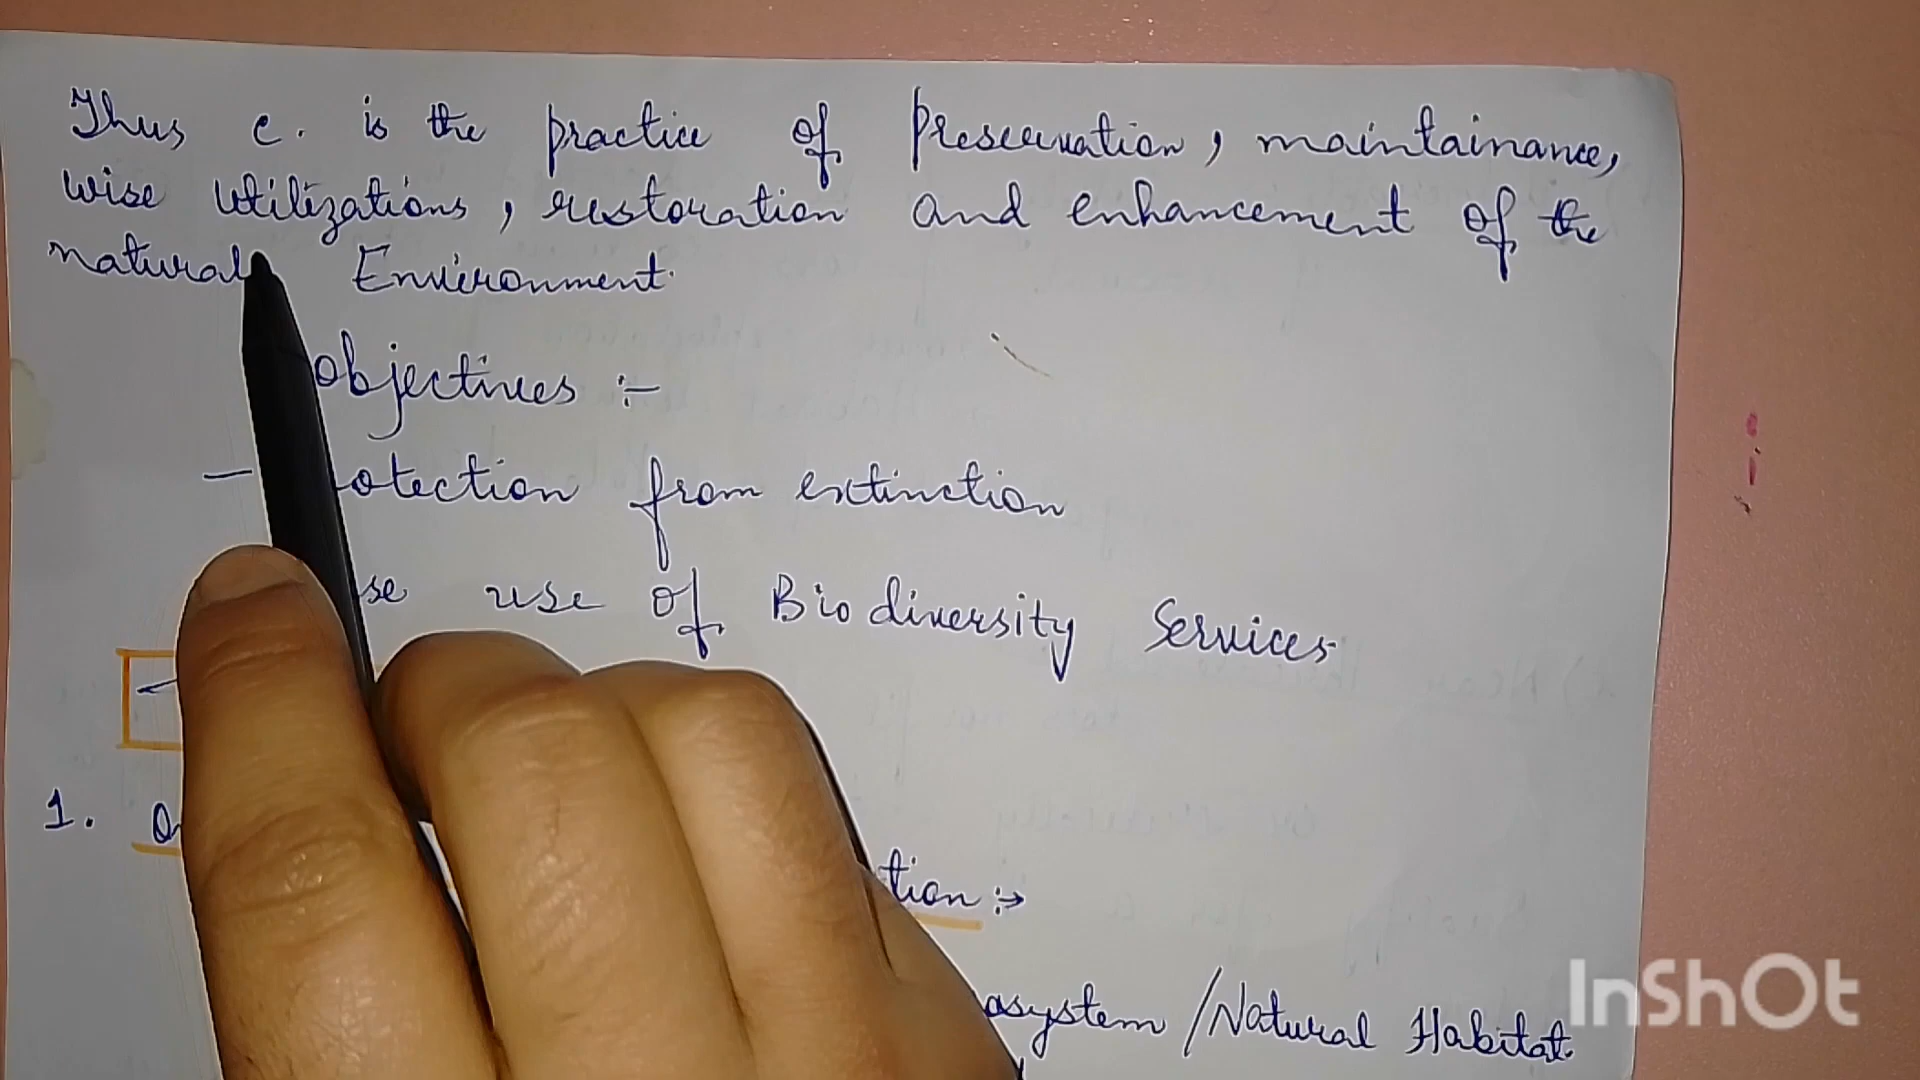 Thus c. is the practice of Preservation, maintainance,
wise utilizations, restoration and enhancement of the
natural Environment.
objectives :-
- otection from extinction
se use of Biodiversity Services
1.
tion :→
asystem / Natural Habitat.
InShOt